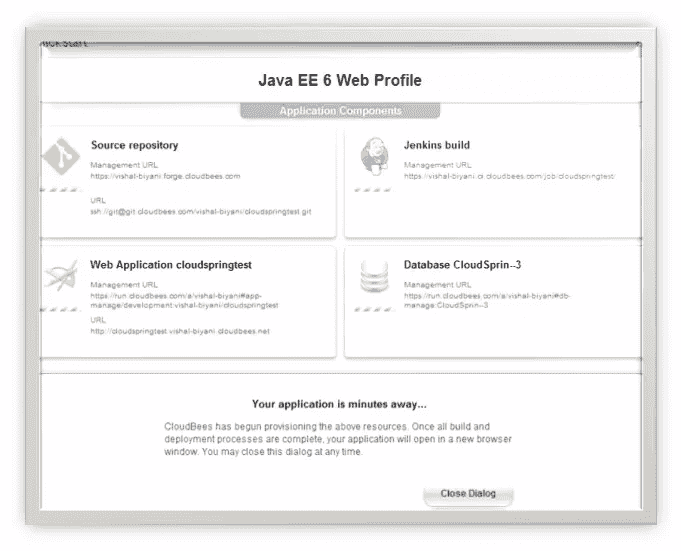 Java EE 6 Web Profile
Application Components
Source repository
Management URL
https://vishal-biyani.forge.cloudbees.com
URL
ssh://git@git.cloudbees.com/vishal-biyani/cloudspringtest.git
Jenkins build
Management URL
https://vishal-biyani.ci.cloudbees.com/job/cloudspringtest/
Web Application cloudspringtest
Management URL
https://run.cloudbees.com/a/vishal-biyani#app-
manage/development:vishal-biyani/cloudspringtest
URL
http://cloudspringtest.vishal-biyani.cloudbees.net
Database CloudSprin--3
Management URL
https://run.cloudbees.com/a/vishal-biyani#db-
manage:CloudSprin--3
Your application is minutes away...
CloudBees has begun provisioning the above resources. Once all build and
deployment processes are complete, your application will open in a new browser
window. You may close this dialog at any time.
Close Dialog